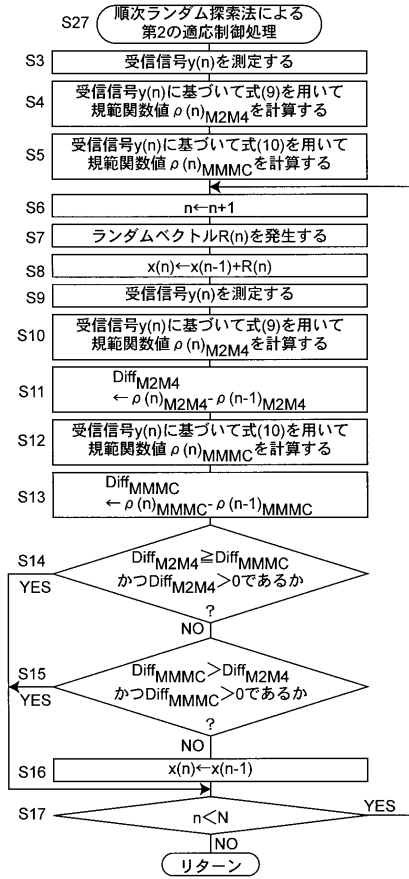 S27
順次ランダム探索法による
第2の適応制御処理
S3
受信信号y(n)を測定する
S4
受信信号y(n)に基づいて式(9)を用いて
規範関数値ρ(n)M2M4を計算する
S5
受信信号y(n)に基づいて式(10)を用いて
規範関数値ρ(n)MMMCを計算する
S6
n←n+1
S7
ランダムベクトルR(n)を発生する
S8
x(n)←x(n-1)+R(n)
S9
受信信号y(n)を測定する
S10
受信信号y(n)に基づいて式(9)を用いて
規範関数値ρ(n)M2M4を計算する
S11
DiffM2M4
←ρ(n)M2M4-ρ(n-1)M2M4
S12
受信信号y(n)に基づいて式(10)を用いて
規範関数値ρ(n)MMMCを計算する
S13
DiffMMMC
←ρ(n)MMMC-ρ(n-1)MMMC
S14
DiffM2M4≧DiffMMMC
かつDiffM2M4>0であるか
?
YES
NO
S15
DiffMMMC>DiffM2M4
かつDiffMMMC>0であるか
?
YES
NO
S16
x(n)←x(n-1)
S17
n<N
YES
NO
リターン